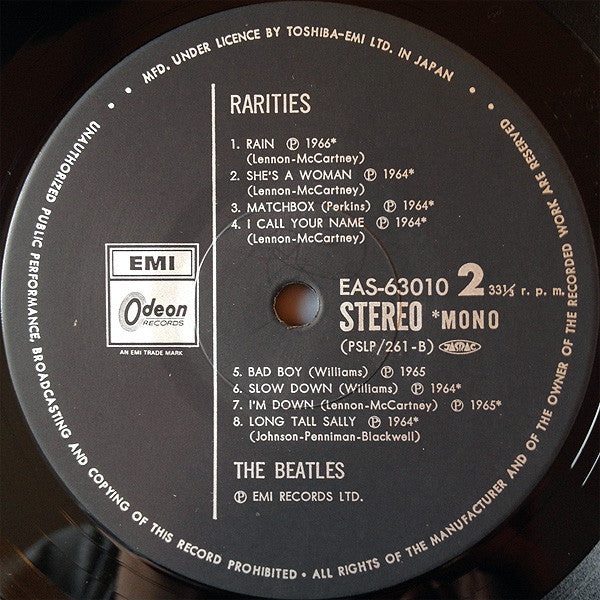 • • MFD. UNDER LICENCE BY TOSHIBA-EMI LTD. IN JAPAN • •
UNAUTHORIZED PUBLIC PERFORMANCE, BROADCASTING AND COPYING OF THIS RECORD PROHIBITED • ALL RIGHTS OF THE MANUFACTURER AND OF THE OWNER OF THE RECORDED WORK ARE RESERVED
RARITIES
1. RAIN Ⓟ 1966*
(Lennon-McCartney)
2. SHE'S A WOMAN Ⓟ 1964*
(Lennon-McCartney)
3. MATCHBOX (Perkins) Ⓟ 1964*
4. I CALL YOUR NAME Ⓟ 1964*
(Lennon-McCartney)
EMI
Odeon
RECORDS
AN EMI TRADE MARK
EAS-63010 2 33⅓ r. p. m.
STEREO *MONO
(PSLP/261-B) JASRAC
5. BAD BOY (Williams) Ⓟ 1965
6. SLOW DOWN (Williams) Ⓟ 1964*
7. I'M DOWN (Lennon-McCartney) Ⓟ 1965*
8. LONG TALL SALLY Ⓟ 1964*
(Johnson-Penniman-Blackwell)
THE BEATLES
Ⓟ EMI RECORDS LTD.